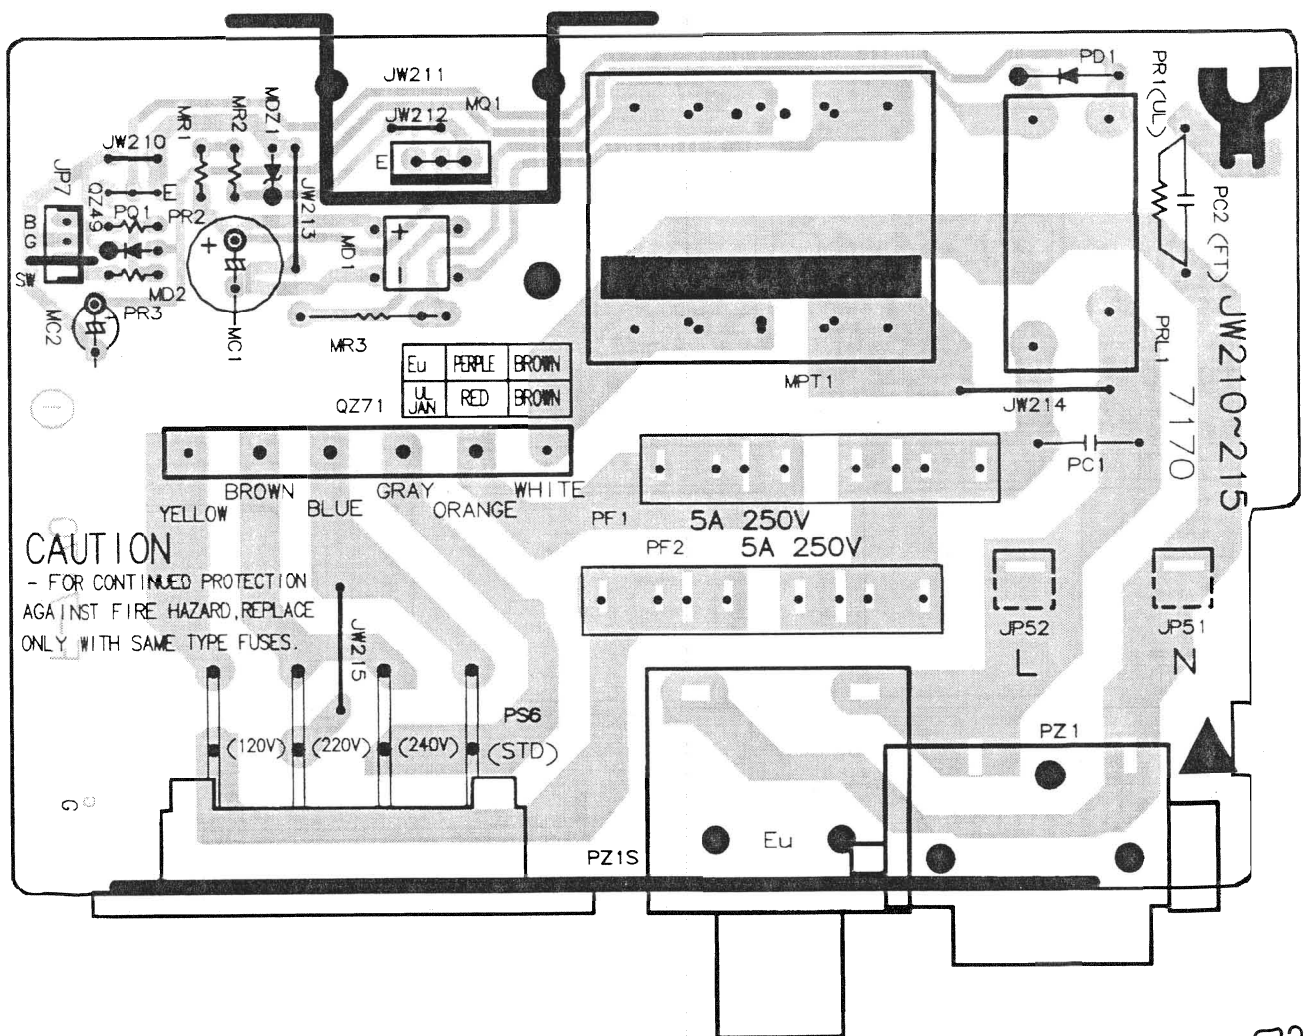 JW211
MQ1
JW212
E
PD1
PR1(UL)
PC2 (FT)
JW210~215
MR1
MR2
MDZ1
JW210
JP7
QZ49
E
PQ1
PR2
JW213
B
G
SW
MD2
PR3
MC2
+
MC1
MD1
+
-
MR3
Eu PERPLE BROWN
UL JAN RED BROWN
QZ71
MPT1
PRL1
JW214
7170
PC1
YELLOW
BROWN
BLUE
GRAY
ORANGE
WHITE
PF1
5A 250V
PF2
5A 250V
CAUTION
- FOR CONTINUED PROTECTION
AGAINST FIRE HAZARD,REPLACE
ONLY WITH SAME TYPE FUSES.
JW215
JP52
L
JP51
N
PS6
(120V) (220V) (240V) (STD)
PZ1
G
PZ1S
Eu